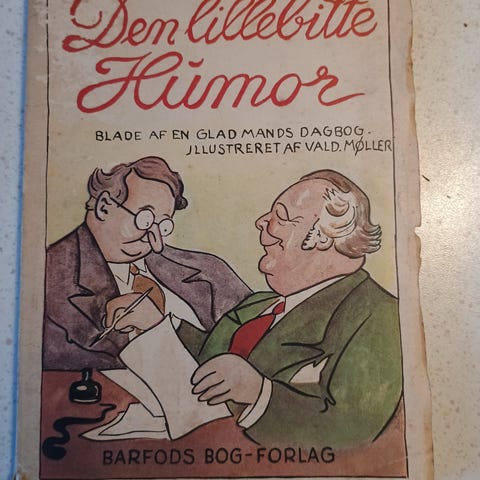 Den lillebitte
Humor
BLADE AF EN GLAD MANDS DAGBOG.
JLLUSTRERET AF VALD. MØLLER
BARFODS BOG-FORLAG